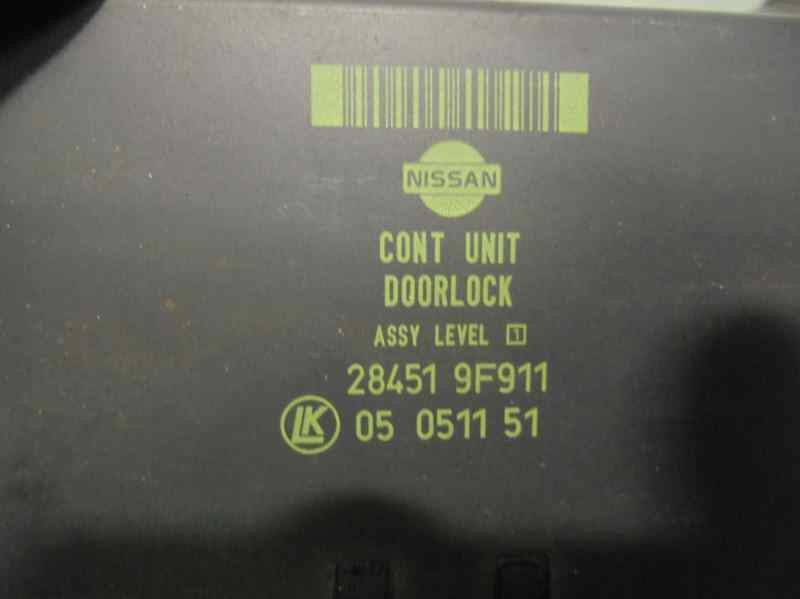 NISSAN
CONT UNIT
DOORLOCK
ASSY LEVEL 1
28451 9F911
LK 05 0511 51